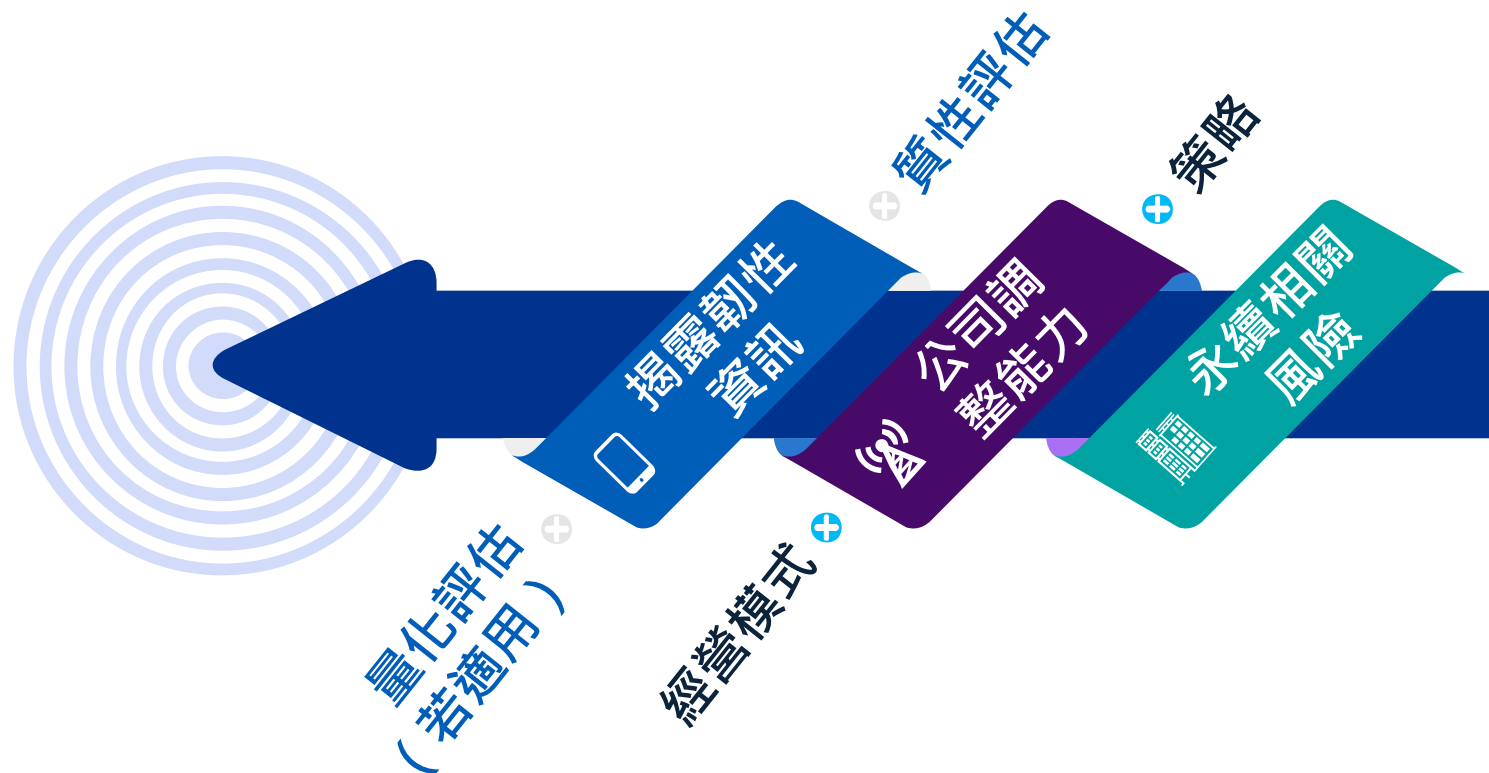 質性評估
策略
揭露韌性
資訊
公司調
整能力
永續相關
風險
量化評估
（若適用）
經營模式